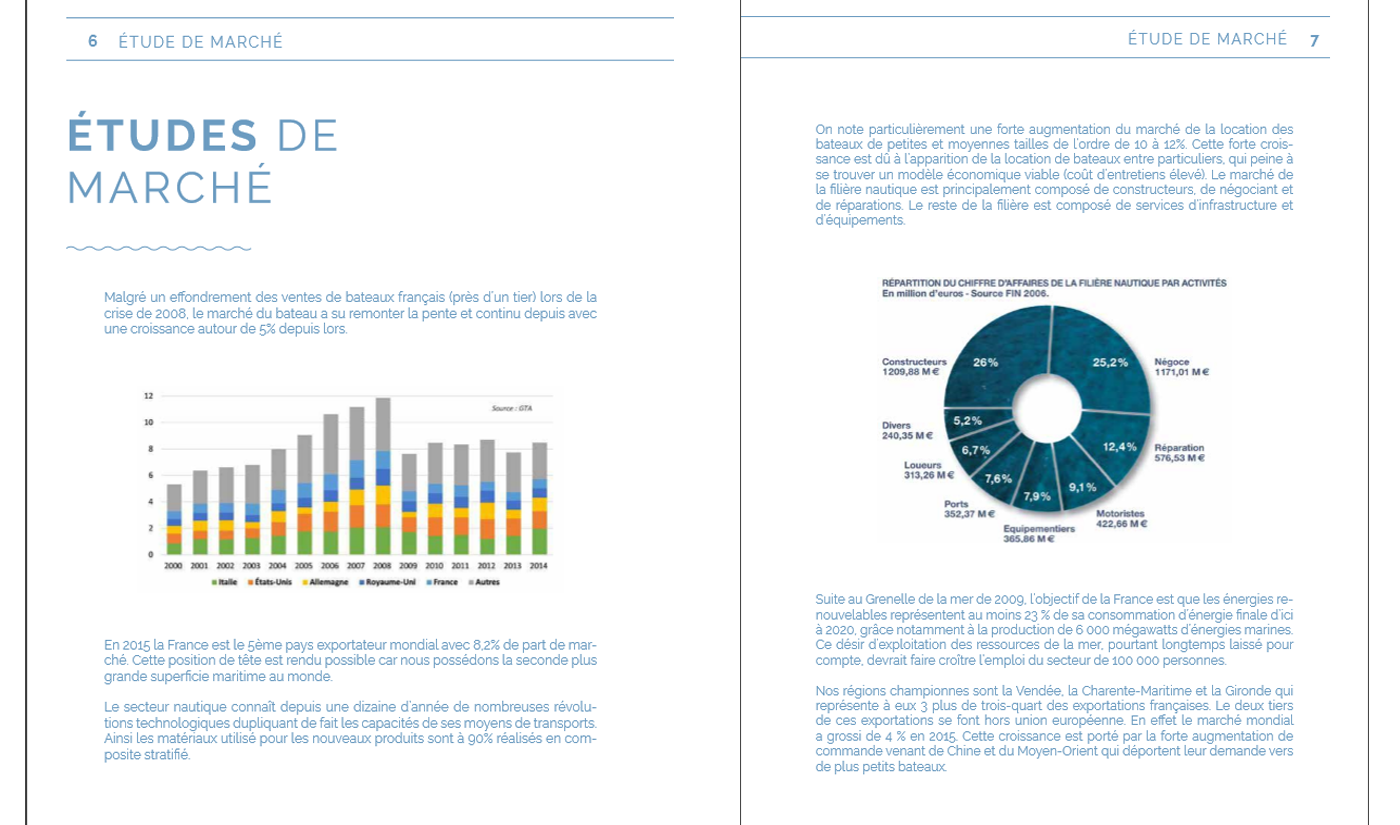 6 ÉTUDE DE MARCHÉ
ÉTUDES DE
MARCHÉ
Malgré un effondrement des ventes de bateaux français (près d'un tier) lors de la
crise de 2008, le marché du bateau a su remonter la pente et continu depuis avec
une croissance autour de 5% depuis lors.
12
Source : GTA
10
8
6
4
2
0
2000 2001 2002 2003 2004 2005 2006 2007 2008 2009 2010 2011 2012 2013 2014
Italie États-Unis Allemagne Royaume-Uni France Autres
En 2015 la France est le 5ème pays exportateur mondial avec 8,2% de part de mar-
ché. Cette position de tête est rendu possible car nous possédons la seconde plus
grande superficie maritime au monde.
Le secteur nautique connaît depuis une dizaine d'année de nombreuses révolu-
tions technologiques dupliquant de fait les capacités de ses moyens de transports.
Ainsi les matériaux utilisé pour les nouveaux produits sont à 90% réalisés en com-
posite stratifié.
ÉTUDE DE MARCHÉ 7
On note particulièrement une forte augmentation du marché de la location des
bateaux de petites et moyennes tailles de l'ordre de 10 à 12%. Cette forte crois-
sance est dû à l'apparition de la location de bateaux entre particuliers, qui peine à
se trouver un modèle économique viable (coût d'entretiens élevé). Le marché de
la filière nautique est principalement composé de constructeurs, de négociant et
de réparations. Le reste de la filière est composé de services d'infrastructure et
d'équipements.
RÉPARTITION DU CHIFFRE D'AFFAIRES DE LA FILIÈRE NAUTIQUE PAR ACTIVITÉS
En million d'euros - Source FIN 2006.
Constructeurs
1209,88 M €
26%
25,2%
Négoce
1171,01 M €
Divers
240,35 M €
5,2%
12,4%
Réparation
576,53 M €
Loueurs
313,26 M €
6,7%
7,6%
7,9%
9,1%
Ports
352,37 M €
Equipementiers
365,86 M €
Motoristes
422,66 M €
Suite au Grenelle de la mer de 2009, l'objectif de la France est que les énergies re-
nouvelables représentent au moins 23 % de sa consommation d'énergie finale d'ici
à 2020, grâce notamment à la production de 6 000 mégawatts d'énergies marines.
Ce désir d'exploitation des ressources de la mer, pourtant longtemps laissé pour
compte, devrait faire croître l'emploi du secteur de 100 000 personnes.
Nos régions championnes sont la Vendée, la Charente-Maritime et la Gironde qui
représente à eux 3 plus de trois-quart des exportations françaises. Le deux tiers
de ces exportations se font hors union européenne. En effet le marché mondial
a grossi de 4 % en 2015. Cette croissance est porté par la forte augmentation de
commande venant de Chine et du Moyen-Orient qui déportent leur demande vers
de plus petits bateaux.